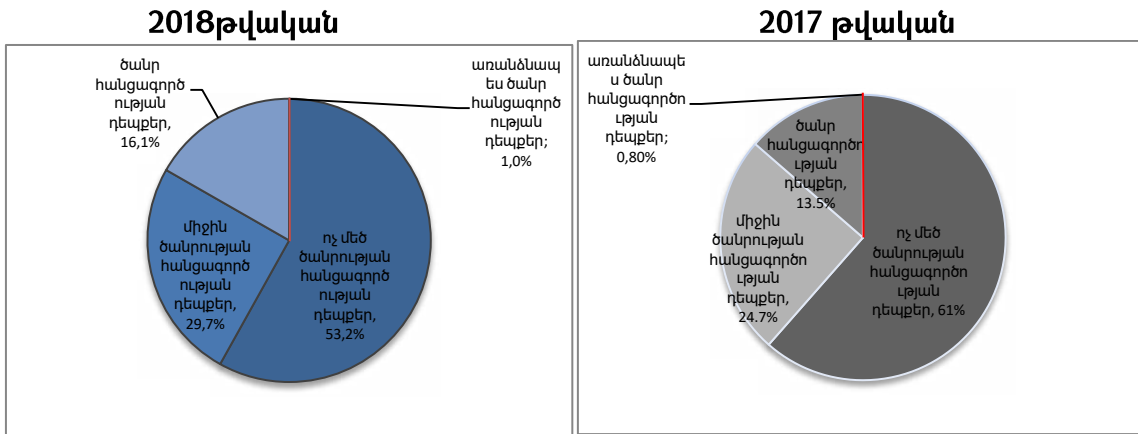 2018թվական
ծանր
հանցագործ
ության
դեպքեր,
16,1%
առանձնապ
ես ծանր
հանցագործ
ության
դեպքեր;
1,0%
միջին
ծանրության
հանցագործ
ության
դեպքեր,
29,7%
ոչ մեծ
ծանրության
հանցագործ
ության
դեպքեր,
53,2%
2017 թվական
առանձնապե
ս ծանր
հանցագործո
ւթյան
դեպքեր;
0,80%
ծանր
հանցագործո
ւթյան
դեպքեր,
13.5%
միջին
ծանրության
հանցագործո
ւթյան
դեպքեր,
24.7%
ոչ մեծ
ծանրության
հանցագործո
ւթյան
դեպքեր, 61%